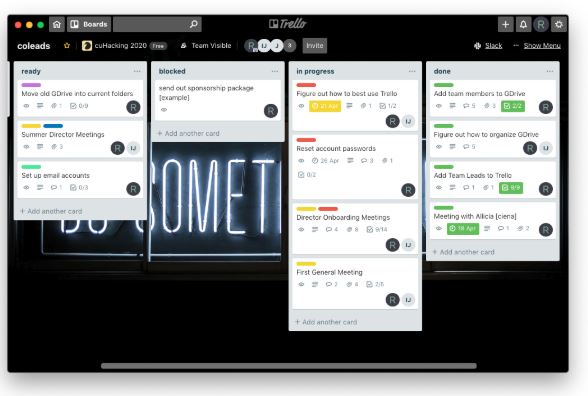 Boards
Trello
coleads
cuHacking 2020
Free
Team Visible
R IJ J 3
Invite
Slack
Show Menu
ready
Move old GDrive into current folders
1 0/9
R
Summer Director Meetings
3
R IJ
Set up email accounts
1 0/3
R
+ Add another card
blocked
send out sponsorship package
[example]
R
+ Add another card
in progress
Figure out how to best use Trello
21 Apr 1 1/2
R IJ
Reset account passwords
26 Apr 3 1
0/2
R
Director Onboarding Meetings
4 8 9/14
R IJ
First General Meeting
2 4 2/6
R IJ
+ Add another card
done
Add team members to GDrive
5 3 2/2
R
Figure out how to organize GDrive
5
R IJ
Add Team Leads to Trello
1 1 9/9
R
Meeting with Allicia [ciena]
18 Apr 1 2
R
+ Add another card
SOMET